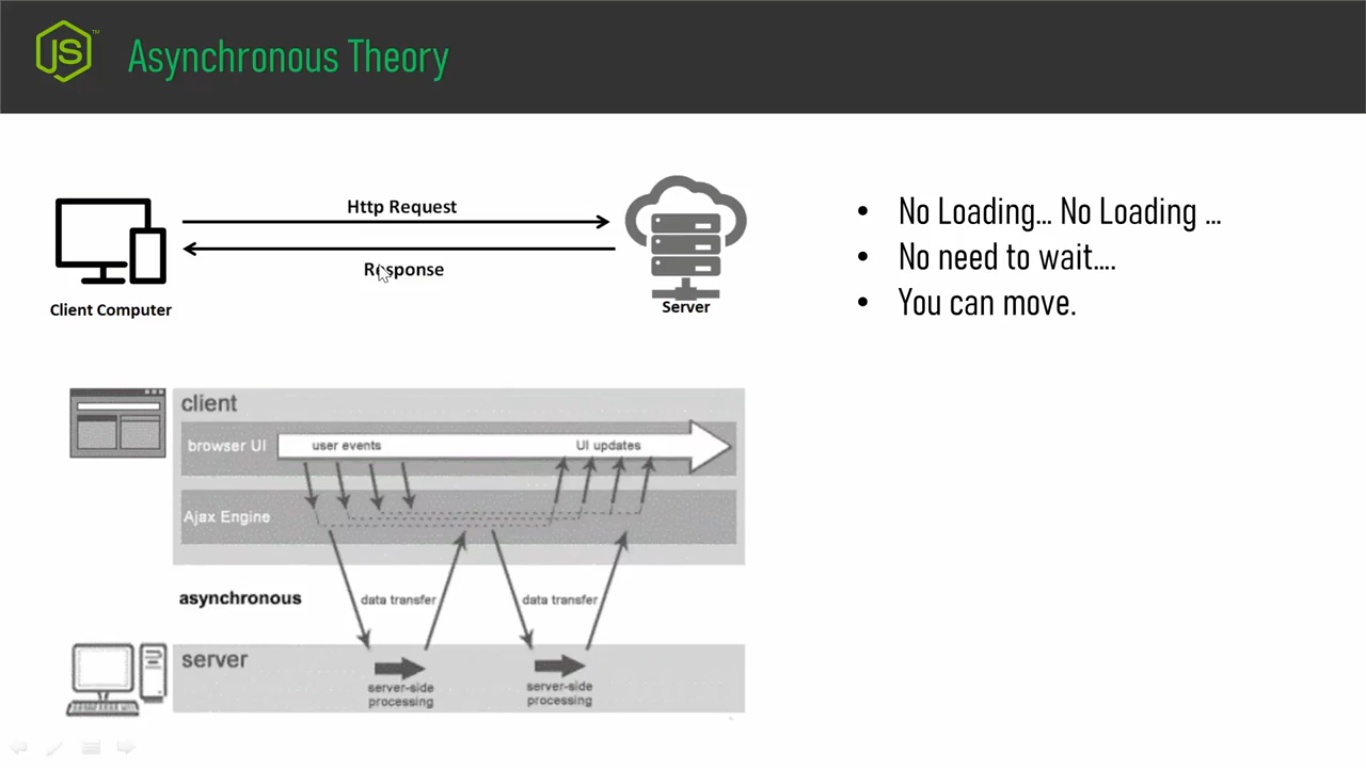 JS™
Asynchronous Theory
Http Request
Response
Client Computer
Server
• No Loading... No Loading ...
• No need to wait....
• You can move.
client
browser UI
user events
UI updates
Ajax Engine
asynchronous
data transfer
data transfer
server
server-side
processing
server-side
processing